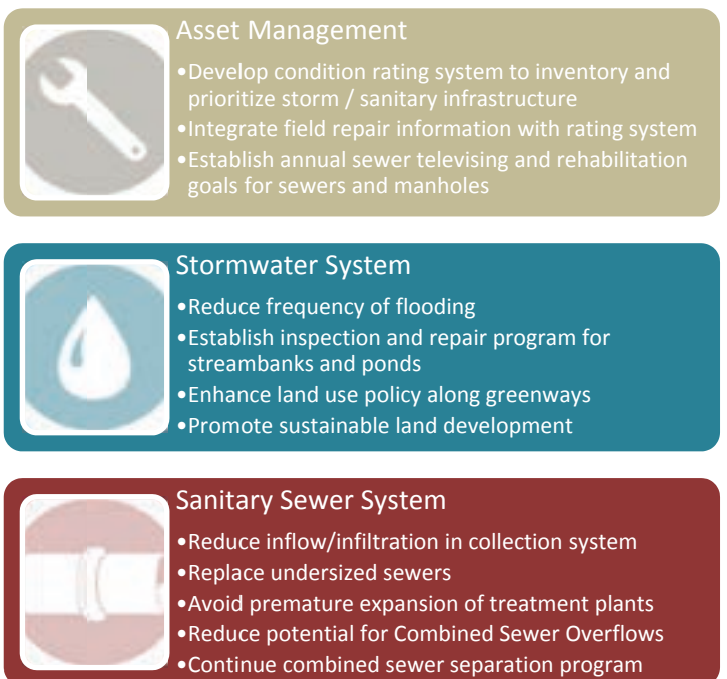 Asset Management
•Develop condition rating system to inventory and
prioritize storm / sanitary infrastructure
•Integrate field repair information with rating system
•Establish annual sewer televising and rehabilitation
goals for sewers and manholes
Stormwater System
•Reduce frequency of flooding
•Establish inspection and repair program for
streambanks and ponds
•Enhance land use policy along greenways
•Promote sustainable land development
Sanitary Sewer System
•Reduce inflow/infiltration in collection system
•Replace undersized sewers
•Avoid premature expansion of treatment plants
•Reduce potential for Combined Sewer Overflows
•Continue combined sewer separation program